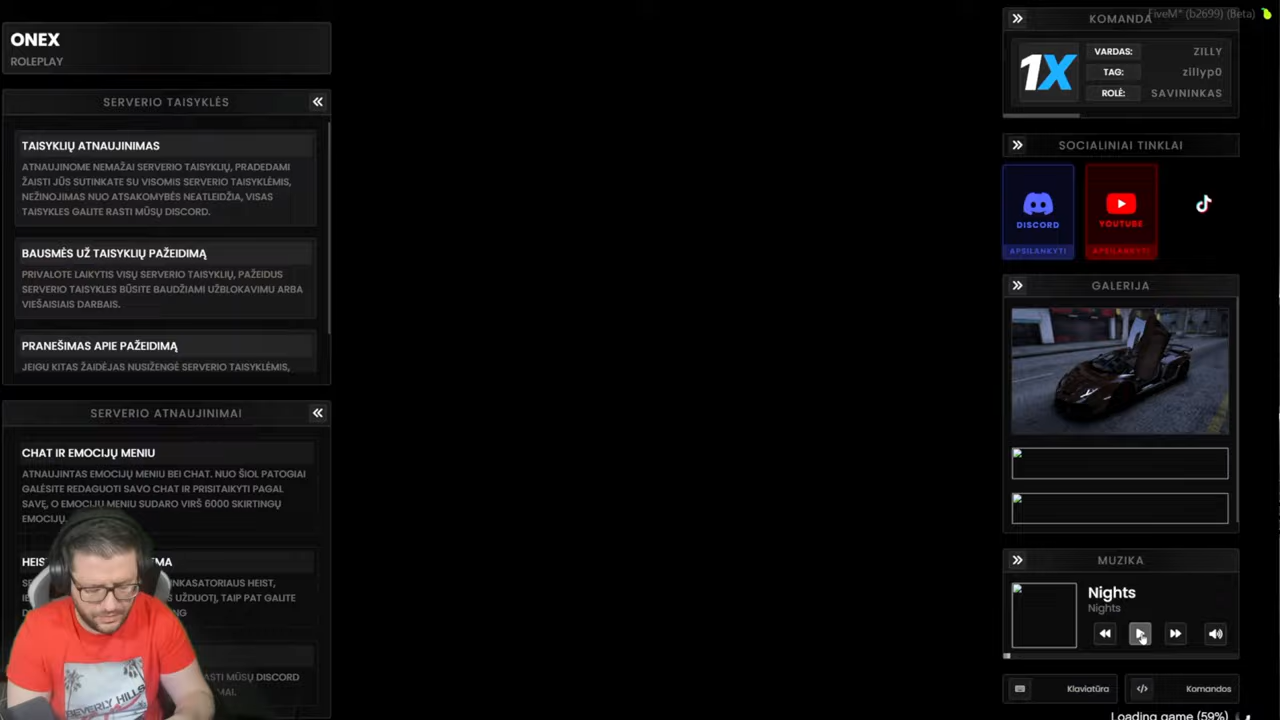 ONEX
ROLEPLAY
SERVERIO TAISYKLĖS
TAISYKLIŲ ATNAUJINIMAS
ATNAUJINOME NEMAŽAI SERVERIO TAISYKLIŲ, PRADEDAMI
ŽAISTI JŪS SUTINKATE SU VISOMIS SERVERIO TAISYKLĖMIS,
NEŽINOJIMAS NUO ATSAKOMYBĖS NEATLEIDŽIA, VISAS
TAISYKLES GALITE RASTI MŪSŲ DISCORD.
BAUSMĖS UŽ TAISYKLIŲ PAŽEIDIMĄ
PRIVALOTE LAIKYTIS VISŲ SERVERIO TAISYKLIŲ, PAŽEIDUS
SERVERIO TAISYKLES BŪSITE BAUDŽIAMI UŽBLOKAVIMU ARBA
VIEŠAISIAIS DARBAIS.
PRANEŠIMAS APIE PAŽEIDIMĄ
JEIGU KITAS ŽAIDĖJAS NUSIŽENGĖ SERVERIO TAISYKLĖMIS,
SERVERIO ATNAUJINIMAI
CHAT IR EMOCIJŲ MENIU
ATNAUJINTAS EMOCIJŲ MENIU BEI CHAT. NUO ŠIOL PATOGIAI
GALĖSITE REDAGUOTI SAVO CHAT IR PRISITAIKYTI PAGAL
SAVĘ, O EMOCIJŲ MENIU SUDARO VIRŠ 6000 SKIRTINGŲ
EMOCIJŲ.
HEIST
HEIST,
UŽDUOTĮ, TAIP PAT GALITE
MŪSŲ DISCORD
FiveM* (b2699) (Beta)
KOMANDA
1X
VARDAS: ZILLY
TAG: zillyp0
ROLĖ: SAVININKAS
SOCIALINIAI TINKLAI
DISCORD
APSILANKYTI
YOUTUBE
APSILANKYTI
GALERIJA
MUZIKA
Nights
Nights
Klaviatūra
Komandos
Loading game (59%)
BEVERLY HILLS